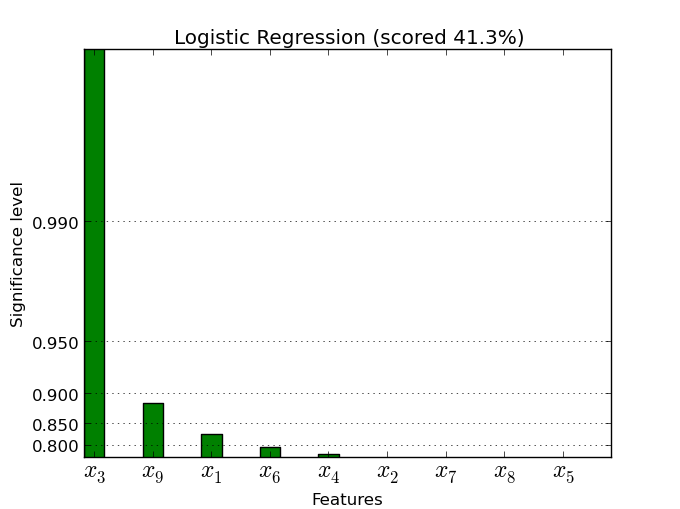 Logistic Regression (scored 41.3%)
Significance level
0.990
0.950
0.900
0.850
0.800
x₃ x₉ x₁ x₆ x₄ x₂ x₇ x₈ x₅
Features